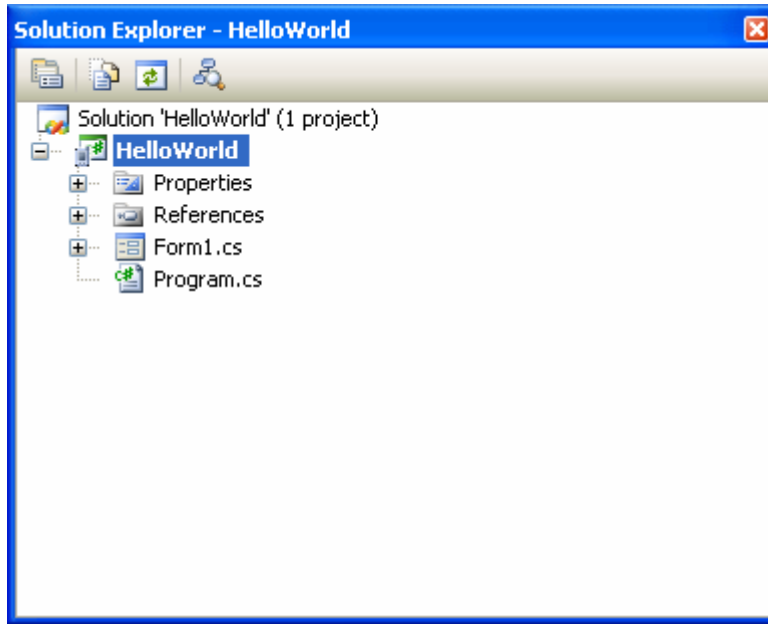 Solution Explorer - HelloWorld
Solution 'HelloWorld' (1 project)
HelloWorld
Properties
References
Form1.cs
Program.cs